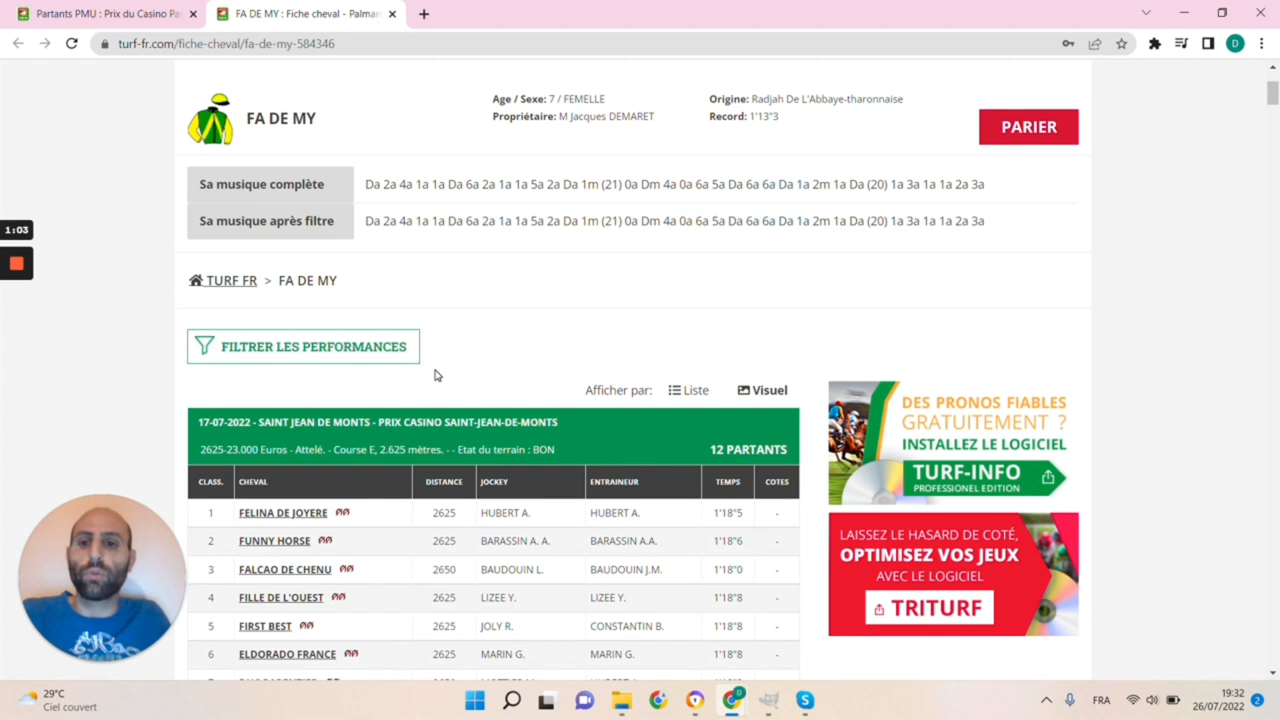 Partants PMU : Prix du Casino Pa
FA DE MY : Fiche cheval - Palmar
turf-fr.com/fiche-cheval/fa-de-my-584346
D
FA DE MY
Age / Sexe: 7 / FEMELLE
Propriétaire: M Jacques DEMARET
Origine: Radjah De L'Abbaye-tharonnaise
Record: 1'13"3
PARIER
Sa musique complète
Da 2a 4a 1a 1a Da 6a 2a 1a 1a 5a 2a Da 1m (21) 0a Dm 4a 0a 6a 5a Da 6a 6a Da 1a 2m 1a Da (20) 1a 3a 1a 1a 2a 3a
Sa musique après filtre
Da 2a 4a 1a 1a Da 6a 2a 1a 1a 5a 2a Da 1m (21) 0a Dm 4a 0a 6a 5a Da 6a 6a Da 1a 2m 1a Da (20) 1a 3a 1a 1a 2a 3a
1:03
TURF FR > FA DE MY
FILTRER LES PERFORMANCES
Afficher par: Liste Visuel
17-07-2022 - SAINT JEAN DE MONTS - PRIX CASINO SAINT-JEAN-DE-MONTS
2625-23.000 Euros - Attelé. - Course E, 2.625 mètres. - - Etat du terrain : BON
12 PARTANTS
CLASS. CHEVAL DISTANCE JOCKEY ENTRAINEUR TEMPS COTES
1 FELINA DE JOYERE 2625 HUBERT A. HUBERT A. 1'18"5 -
2 FUNNY HORSE 2625 BARASSIN A. A. BARASSIN A.A. 1'18"6 -
3 FALCAO DE CHENU 2650 BAUDOUIN L. BAUDOUIN J.M. 1'18"0 -
4 FILLE DE L'OUEST 2625 LIZEE Y. LIZEE Y. 1'18"8 -
5 FIRST BEST 2625 JOLY R. CONSTANTIN B. 1'18"8 -
6 ELDORADO FRANCE 2625 MARIN G. MARIN G. 1'18"8 -
DES PRONOS FIABLES
GRATUITEMENT ?
INSTALLEZ LE LOGICIEL
TURF-INFO
PROFESSIONEL EDITION
LAISSEZ LE HASARD DE COTÉ,
OPTIMISEZ VOS JEUX
AVEC LE LOGICIEL
TRITURF
29°C
Ciel couvert
FRA
19:32
26/07/2022
2